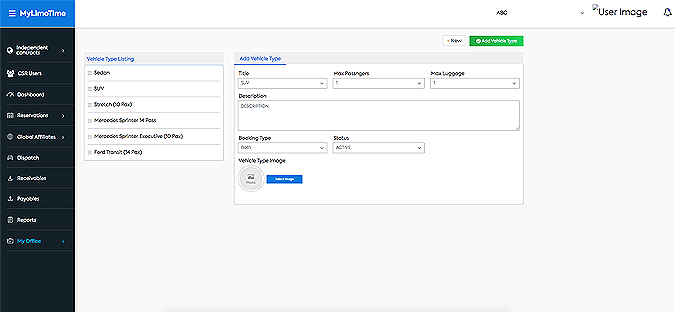 MyLimoTime
ABC
User Image
+ New
Add Vehicle Type
Independent
contracts
CSR Users
Dashboard
Reservations
Global Affiliates
Dispatch
Receivables
Payables
Reports
My Office
Vehicle Type Listing
Sedan
SUV
Stretch (10 Pax)
Mercedes Sprinter 14 Pass
Mercedes Sprinter Executive (10 Pax)
Ford Transit (14 Pax)
Add Vehicle Type
Title
Max Passngers
Max Luggage
SUV
1
1
Description
DESCRIPTION
Booking Type
Status
Both
ACTIVE
Vehicle Type Image
Photo
Select Image